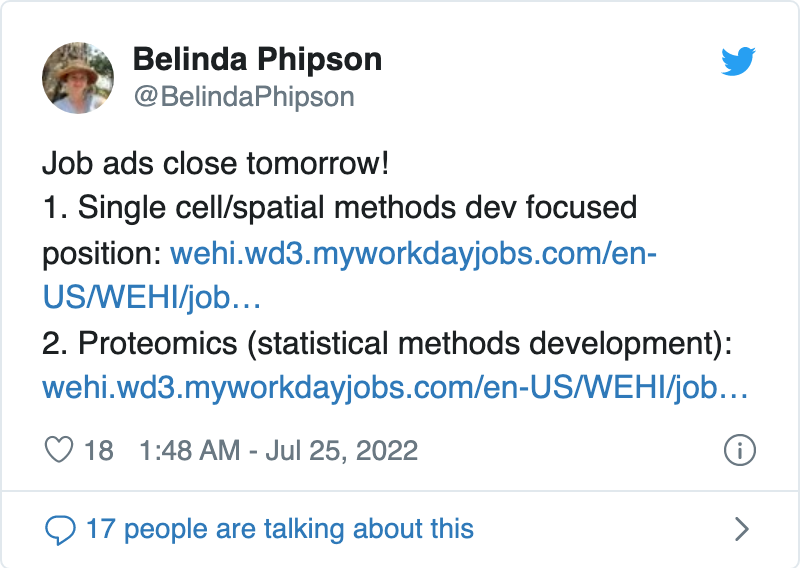 Belinda Phipson
@BelindaPhipson
Job ads close tomorrow!
1. Single cell/spatial methods dev focused
position: wehi.wd3.myworkdayjobs.com/en-
US/WEHI/job…
2. Proteomics (statistical methods development):
wehi.wd3.myworkdayjobs.com/en-US/WEHI/job…
18 1:48 AM - Jul 25, 2022
17 people are talking about this